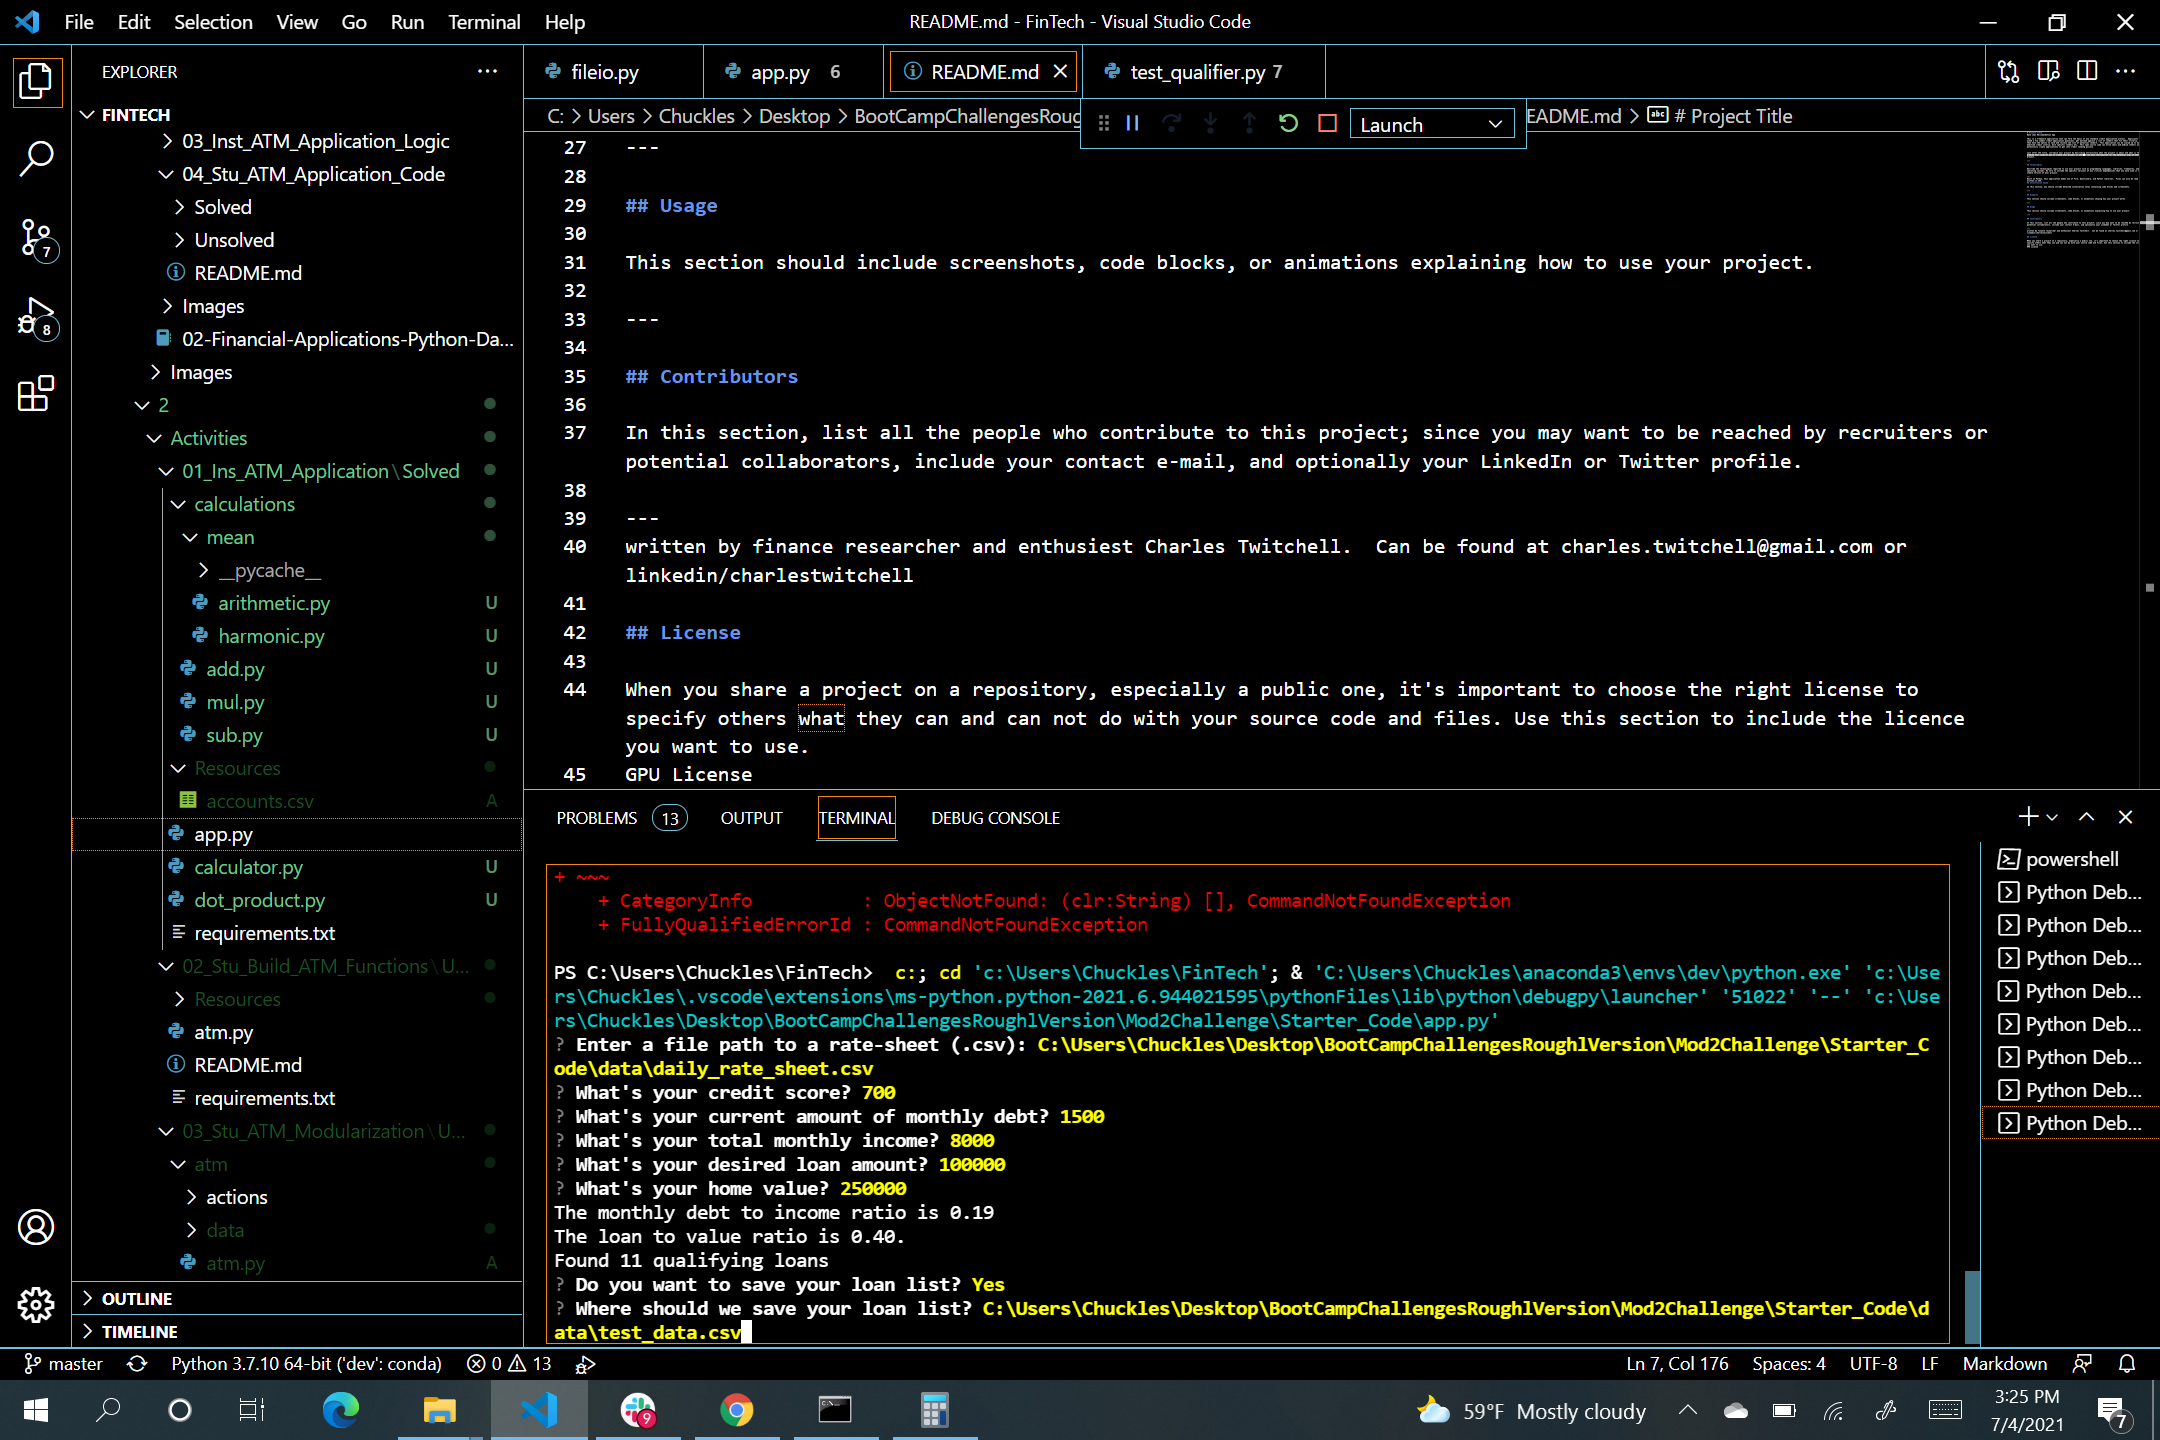 File Edit Selection View Go Run Terminal Help
README.md - FinTech - Visual Studio Code
EXPLORER
FINTECH
03_Inst_ATM_Application_Logic
04_Stu_ATM_Application_Code
Solved
Unsolved
README.md
Images
02-Financial-Applications-Python-Da...
Images
2
Activities
01_Ins_ATM_Application\Solved
calculations
mean
__pycache__
arithmetic.py U
harmonic.py U
add.py U
mul.py U
sub.py U
Resources
accounts.csv A
app.py
calculator.py U
dot_product.py U
requirements.txt
02_Stu_Build_ATM_Functions\U...
Resources
atm.py
README.md
requirements.txt
03_Stu_ATM_Modularization\U...
atm
actions
data
atm.py A
OUTLINE
TIMELINE
7
8
fileio.py
app.py 6
README.md
test_qualifier.py 7
C: > Users > Chuckles > Desktop > BootCampChallengesRoug
Launch
EADME.md > # Project Title
27 ---
28
29 ## Usage
30
31 This section should include screenshots, code blocks, or animations explaining how to use your project.
32
33 ---
34
35 ## Contributors
36
37 In this section, list all the people who contribute to this project; since you may want to be reached by recruiters or
potential collaborators, include your contact e-mail, and optionally your LinkedIn or Twitter profile.
38
39 ---
40 written by finance researcher and enthusiest Charles Twitchell.  Can be found at charles.twitchell@gmail.com or
linkedin/charlestwitchell
41
42 ## License
43
44 When you share a project on a repository, especially a public one, it's important to choose the right license to
specify others what they can and can not do with your source code and files. Use this section to include the licence
you want to use.
45 GPU License
PROBLEMS 13 OUTPUT TERMINAL DEBUG CONSOLE
+ ~~~
+ CategoryInfo : ObjectNotFound: (clr:String) [], CommandNotFoundException
+ FullyQualifiedErrorId : CommandNotFoundException
PS C:\Users\Chuckles\FinTech>  c:; cd 'c:\Users\Chuckles\FinTech'; & 'C:\Users\Chuckles\anaconda3\envs\dev\python.exe' 'c:\Use
rs\Chuckles\.vscode\extensions\ms-python.python-2021.6.944021595\pythonFiles\lib\python\debugpy\launcher' '51022' '--' 'c:\Use
rs\Chuckles\Desktop\BootCampChallengesRoughlVersion\Mod2Challenge\Starter_Code\app.py'
? Enter a file path to a rate-sheet (.csv): C:\Users\Chuckles\Desktop\BootCampChallengesRoughlVersion\Mod2Challenge\Starter_C
ode\data\daily_rate_sheet.csv
? What's your credit score? 700
? What's your current amount of monthly debt? 1500
? What's your total monthly income? 8000
? What's your desired loan amount? 100000
? What's your home value? 250000
The monthly debt to income ratio is 0.19
The loan to value ratio is 0.40.
Found 11 qualifying loans
? Do you want to save your loan list? Yes
? Where should we save your loan list? C:\Users\Chuckles\Desktop\BootCampChallengesRoughlVersion\Mod2Challenge\Starter_Code\d
ata\test_data.csv
powershell
Python Deb...
Python Deb...
Python Deb...
Python Deb...
Python Deb...
Python Deb...
Python Deb...
Python Deb...
master Python 3.7.10 64-bit ('dev': conda) 0 13
Ln 7, Col 176 Spaces: 4 UTF-8 LF Markdown
9
59°F Mostly cloudy
3:25 PM
7/4/2021
7